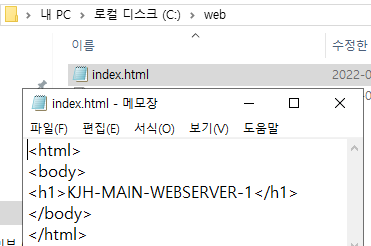 내 PC > 로컬 디스크 (C:) > web
이름 수정한
index.html 2022-0
index.html - 메모장
파일(F) 편집(E) 서식(O) 보기(V) 도움말
<html>
<body>
<h1>KJH-MAIN-WEBSERVER-1</h1>
</body>
</html>